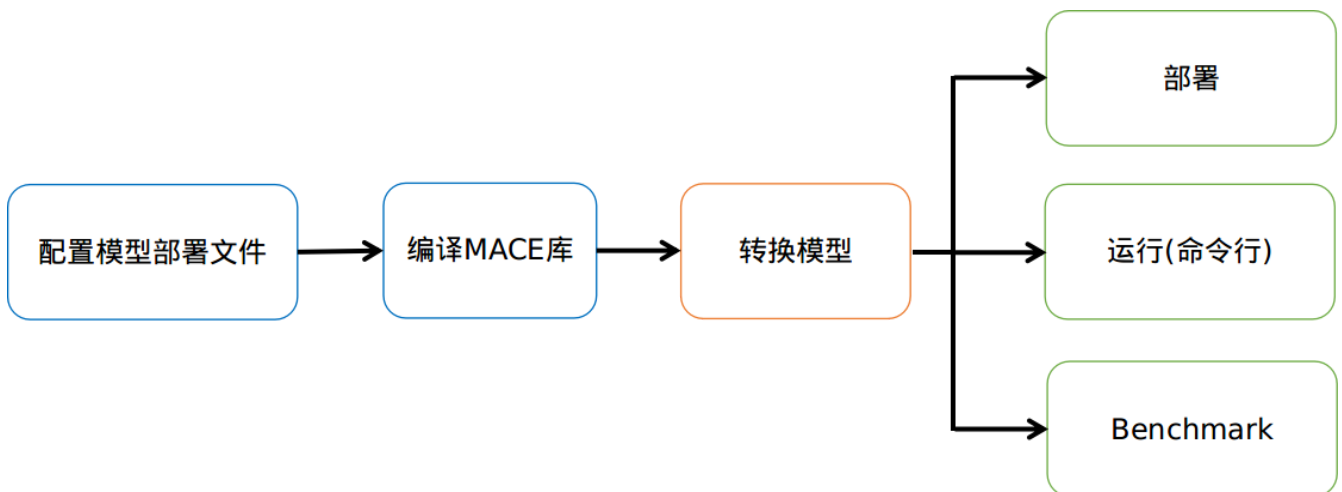 配置模型部署文件
编译MACE库
转换模型
部署
运行(命令行)
Benchmark